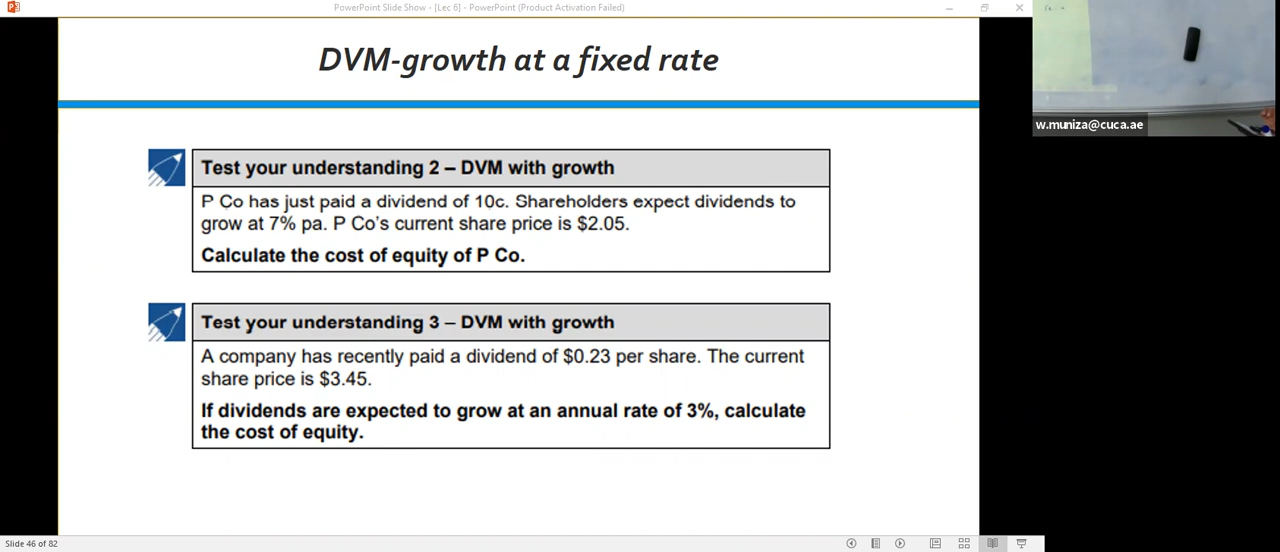 PowerPoint Slide Show - [Lec 6] - PowerPoint (Product Activation Failed)
DVM-growth at a fixed rate
w.muniza@cuca.ae
Test your understanding 2 – DVM with growth
P Co has just paid a dividend of 10c. Shareholders expect dividends to
grow at 7% pa. P Co's current share price is $2.05.
Calculate the cost of equity of P Co.
Test your understanding 3 – DVM with growth
A company has recently paid a dividend of $0.23 per share. The current
share price is $3.45.
If dividends are expected to grow at an annual rate of 3%, calculate
the cost of equity.
Slide 46 of 82